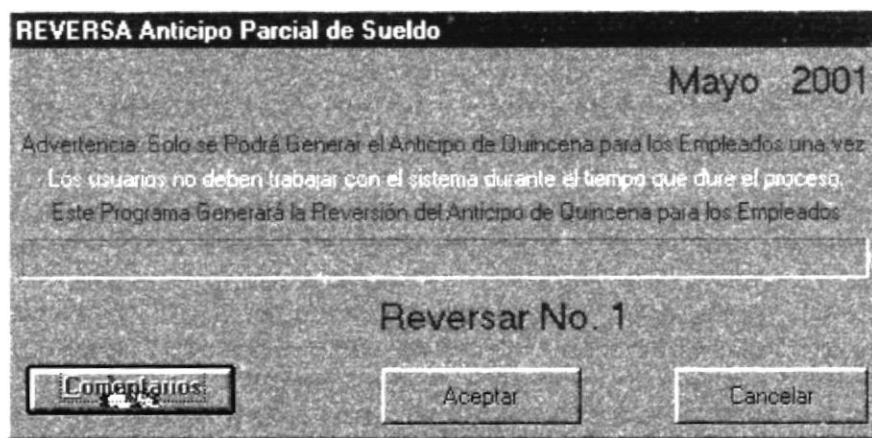 REVERSA Anticipo Parcial de Sueldo
Mayo 2001
Advertencia: Solo se Podrá Generar el Anticipo de Quincena para los Empleados una vez
Los usuarios no deben trabajar con el sistema durante el tiempo que dure el proceso.
Este Programa Generará la Reversión del Anticipo de Quincena para los Empleados
Reversar No. 1
Comentarios
Aceptar
Cancelar